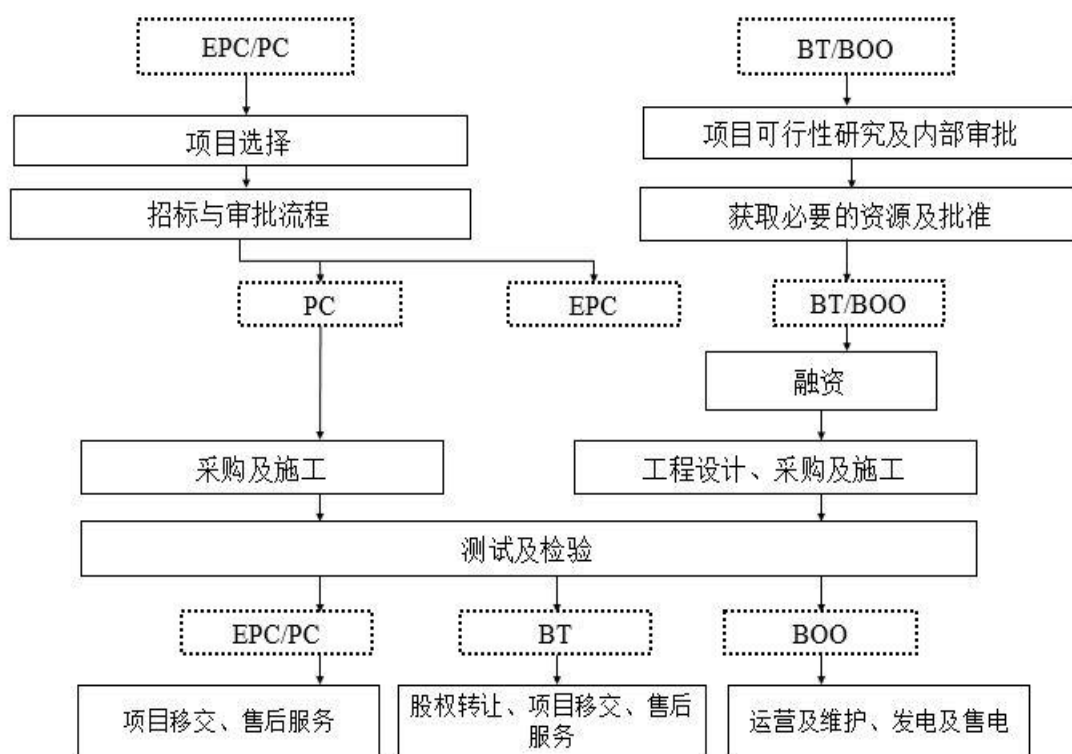 EPC/PC
BT/BOO
项目选择
项目可行性研究及内部审批
招标与审批流程
获取必要的资源及批准
PC
EPC
BT/BOO
融资
采购及施工
工程设计、采购及施工
测试及检验
EPC/PC
BT
BOO
项目移交、售后服务
股权转让、项目移交、售后
服务
运营及维护、发电及售电